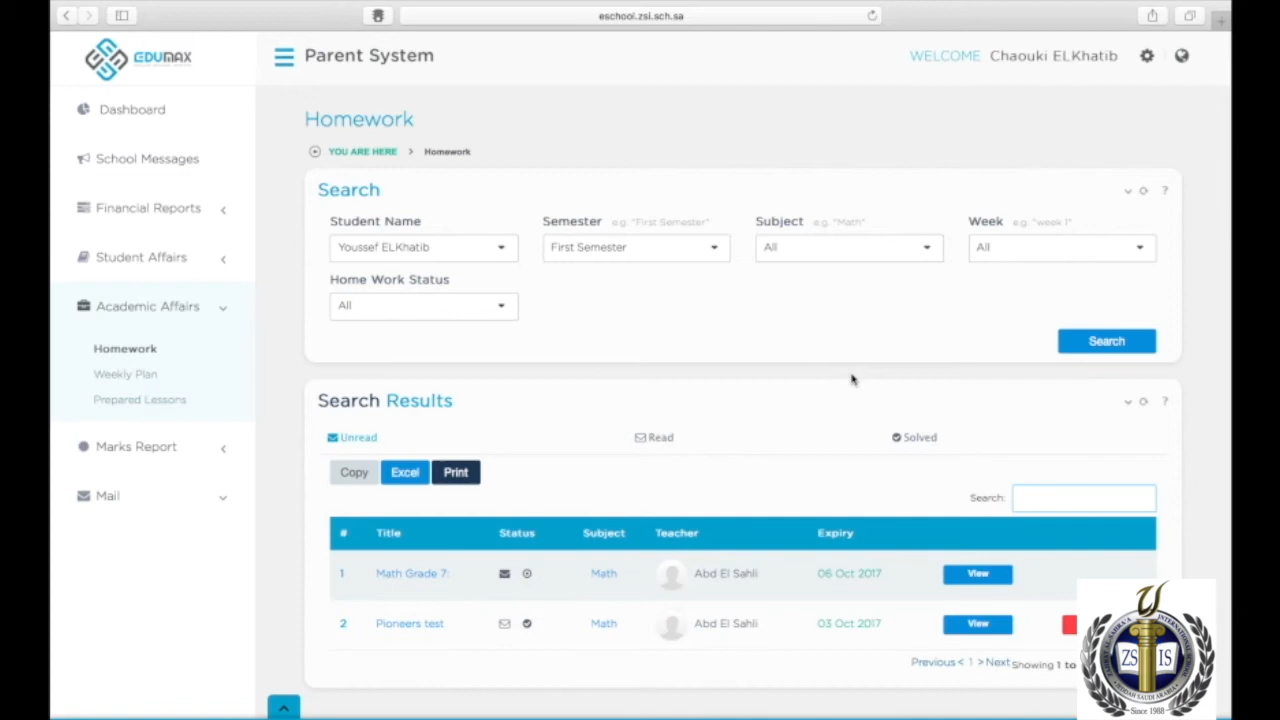 eschool.zsi.sch.sa
EDUMAX
Parent System
WELCOME Chaouki ELKhatib
Dashboard
School Messages
Financial Reports
Student Affairs
Academic Affairs
Homework
Weekly Plan
Prepared Lessons
Marks Report
Mail
Homework
YOU ARE HERE > Homework
Search
Student Name
Semester e.g. "First Semester"
Subject e.g. "Math"
Week e.g. "week 1"
Youssef ELKhatib
First Semester
All
All
Home Work Status
All
Search
Search Results
Unread
Read
Solved
Copy
Excel
Print
Search:
# Title Status Subject Teacher Expiry
1 Math Grade 7: Math Abd El Sahli 06 Oct 2017 View
2 Pioneers test Math Abd El Sahli 03 Oct 2017 View
Previous < 1 > Next
Showing 1 to
ZS IS
Since 1988